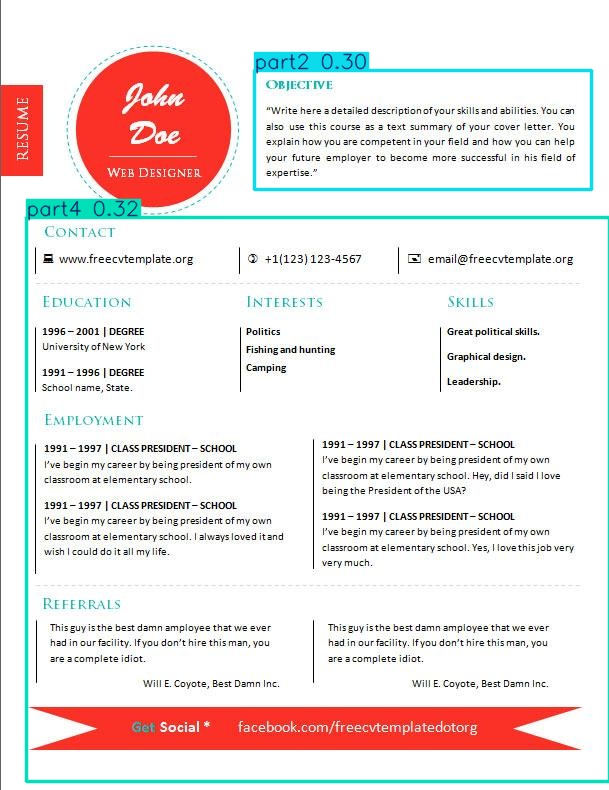 part2 0.30
OBJECTIVE
RESUME
John
Doe
WEB DESIGNER
"Write here a detailed description of your skills and abilities. You can
also use this course as a text summary of your cover letter. You
explain how you are competent in your field and how you can help
your future employer to become more successful in his field of
expertise."
part4 0.32
CONTACT
www.freecvtemplate.org
+1(123) 123-4567
email@freecvtemplate.org
EDUCATION
1996 – 2001 | DEGREE
University of New York
1991 – 1996 | DEGREE
School name, State.
INTERESTS
Politics
Fishing and hunting
Camping
SKILLS
Great political skills.
Graphical design.
Leadership.
EMPLOYMENT
1991 – 1997 | CLASS PRESIDENT – SCHOOL
I've begin my career by being president of my own
classroom at elementary school.
1991 – 1997 | CLASS PRESIDENT – SCHOOL
I've begin my career by being president of my own
classroom at elementary school. I always loved it and
wish I could do it all my life.
1991 – 1997 | CLASS PRESIDENT – SCHOOL
I've begin my career by being president of my own
classroom at elementary school. Hey, did I said I love
being the President of the USA?
1991 – 1997 | CLASS PRESIDENT – SCHOOL
I've begin my career by being president of my own
classroom at elementary school. Yes, I love this job very
very much.
REFERRALS
This guy is the best damn amployee that we ever
had in our facility. If you don't hire this man, you
are a complete idiot.
Will E. Coyote, Best Damn Inc.
This guy is the best damn amployee that we ever
had in our facility. If you don't hire this man, you
are a complete idiot.
Will E. Coyote, Best Damn Inc.
Get Social * facebook.com/freecvtemplatedotorg